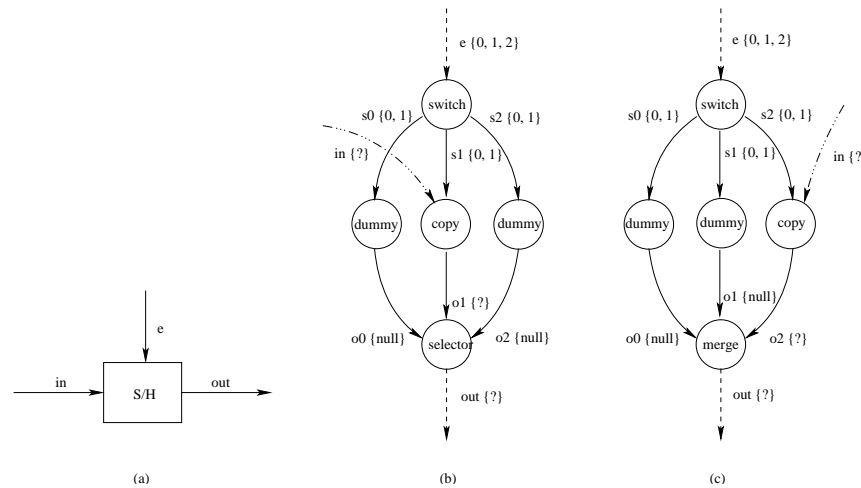 e
in
S/H
out
(a)
e {0, 1, 2}
switch
s0 {0, 1}
s2 {0, 1}
in {?}
s1 {0, 1}
dummy
copy
dummy
o1 {?}
o0 {null}
selector
o2 {null}
out {?}
(b)
e {0, 1, 2}
switch
s0 {0, 1}
s2 {0, 1}
s1 {0, 1}
in {?
dummy
dummy
copy
o1 {null}
o0 {null}
merge
o2 {?}
out {?}
(c)